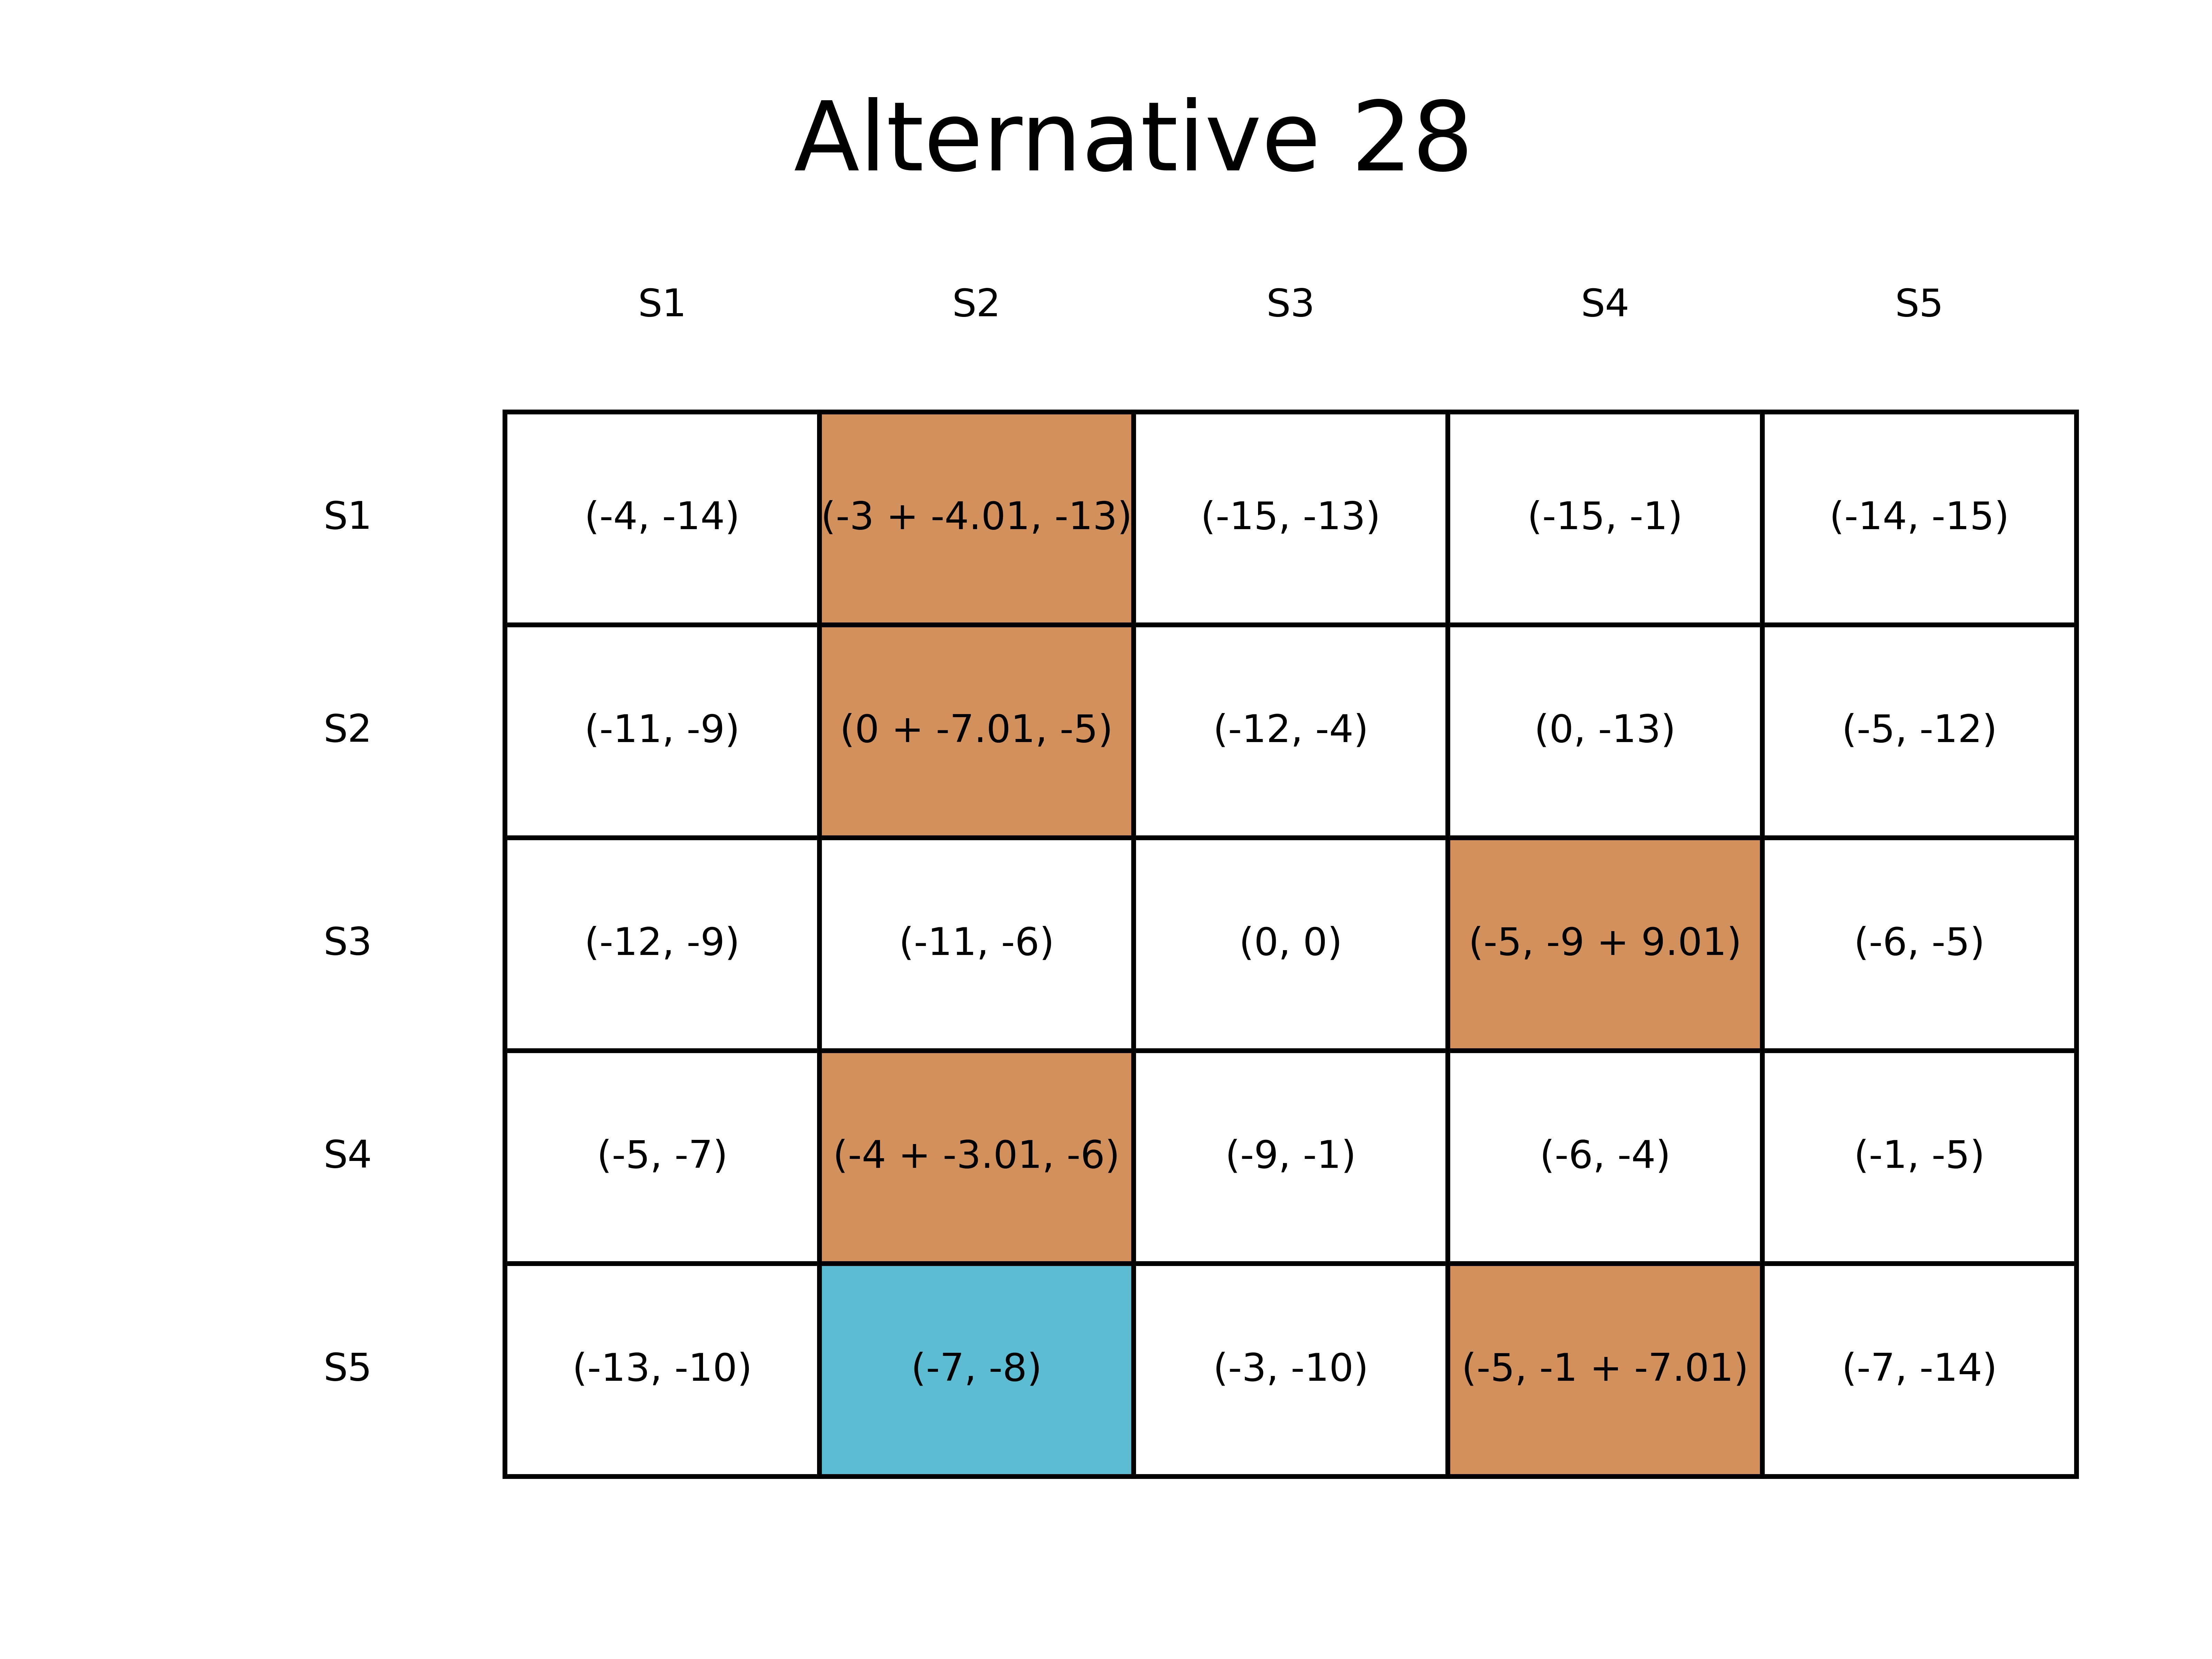 Alternative 28
S1 S2 S3 S4 S5
S1 (-4, -14) (-3 + -4.01, -13) (-15, -13) (-15, -1) (-14, -15)
S2 (-11, -9) (0 + -7.01, -5) (-12, -4) (0, -13) (-5, -12)
S3 (-12, -9) (-11, -6) (0, 0) (-5, -9 + 9.01) (-6, -5)
S4 (-5, -7) (-4 + -3.01, -6) (-9, -1) (-6, -4) (-1, -5)
S5 (-13, -10) (-7, -8) (-3, -10) (-5, -1 + -7.01) (-7, -14)